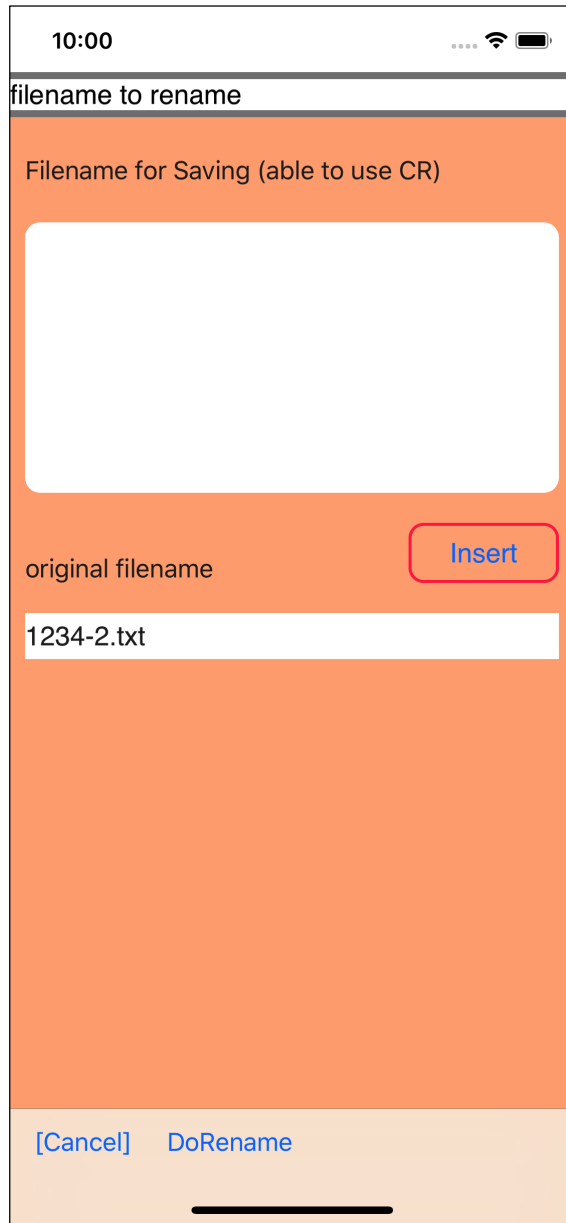 10:00
filename to rename
Filename for Saving (able to use CR)
Insert
original filename
1234-2.txt
[Cancel] DoRename